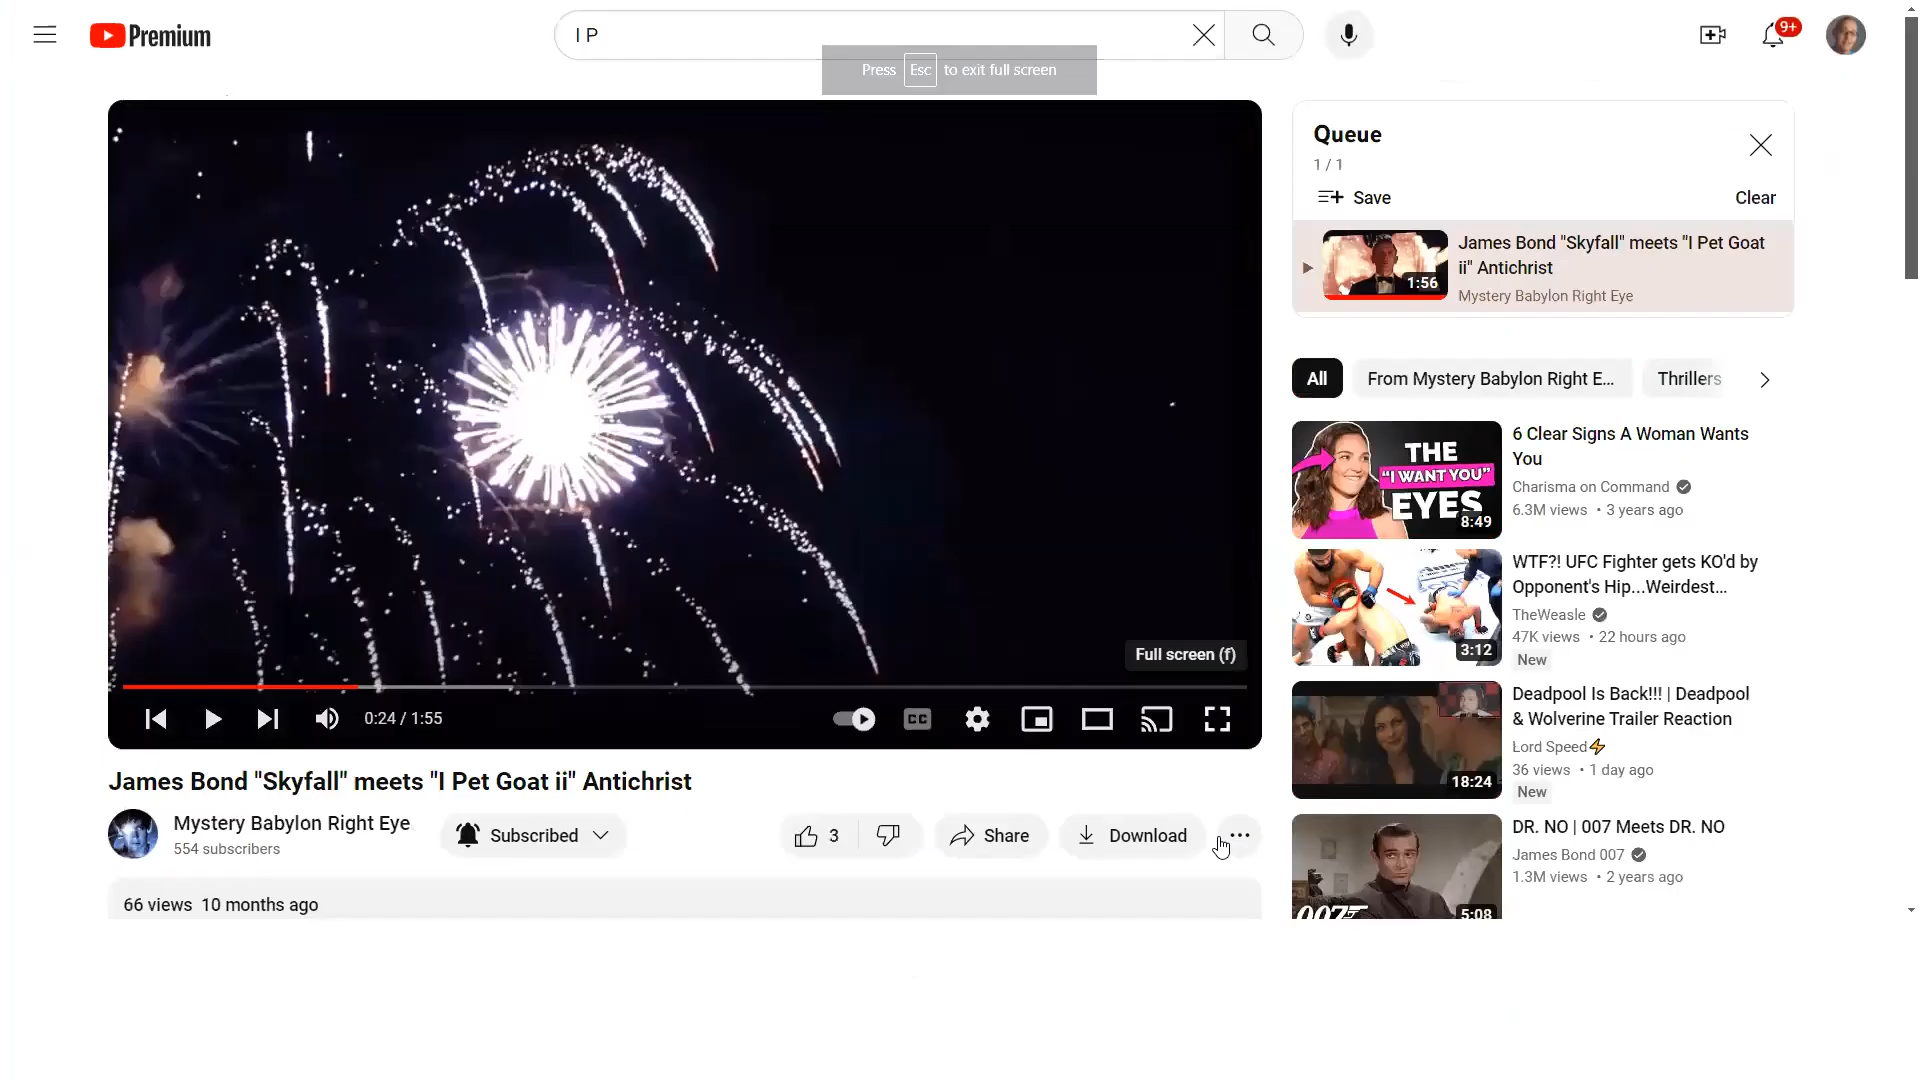 Premium
I P
9+
Press Esc to exit full screen
Full screen (f)
0:24 / 1:55
CC
James Bond "Skyfall" meets "I Pet Goat ii" Antichrist
Mystery Babylon Right Eye
554 subscribers
Subscribed
3
Share
Download
66 views 10 months ago
Queue
1 / 1
Save
Clear
1:56
James Bond "Skyfall" meets "I Pet Goat
ii" Antichrist
Mystery Babylon Right Eye
All
From Mystery Babylon Right E...
Thrillers
THE
"I WANT YOU"
EYES
8:49
6 Clear Signs A Woman Wants
You
Charisma on Command
6.3M views • 3 years ago
3:12
WTF?! UFC Fighter gets KO'd by
Opponent's Hip...Weirdest...
TheWeasle
47K views • 22 hours ago
New
18:24
Deadpool Is Back!!! | Deadpool
& Wolverine Trailer Reaction
Lord Speed⚡
36 views • 1 day ago
New
007
5:08
DR. NO | 007 Meets DR. NO
James Bond 007
1.3M views • 2 years ago